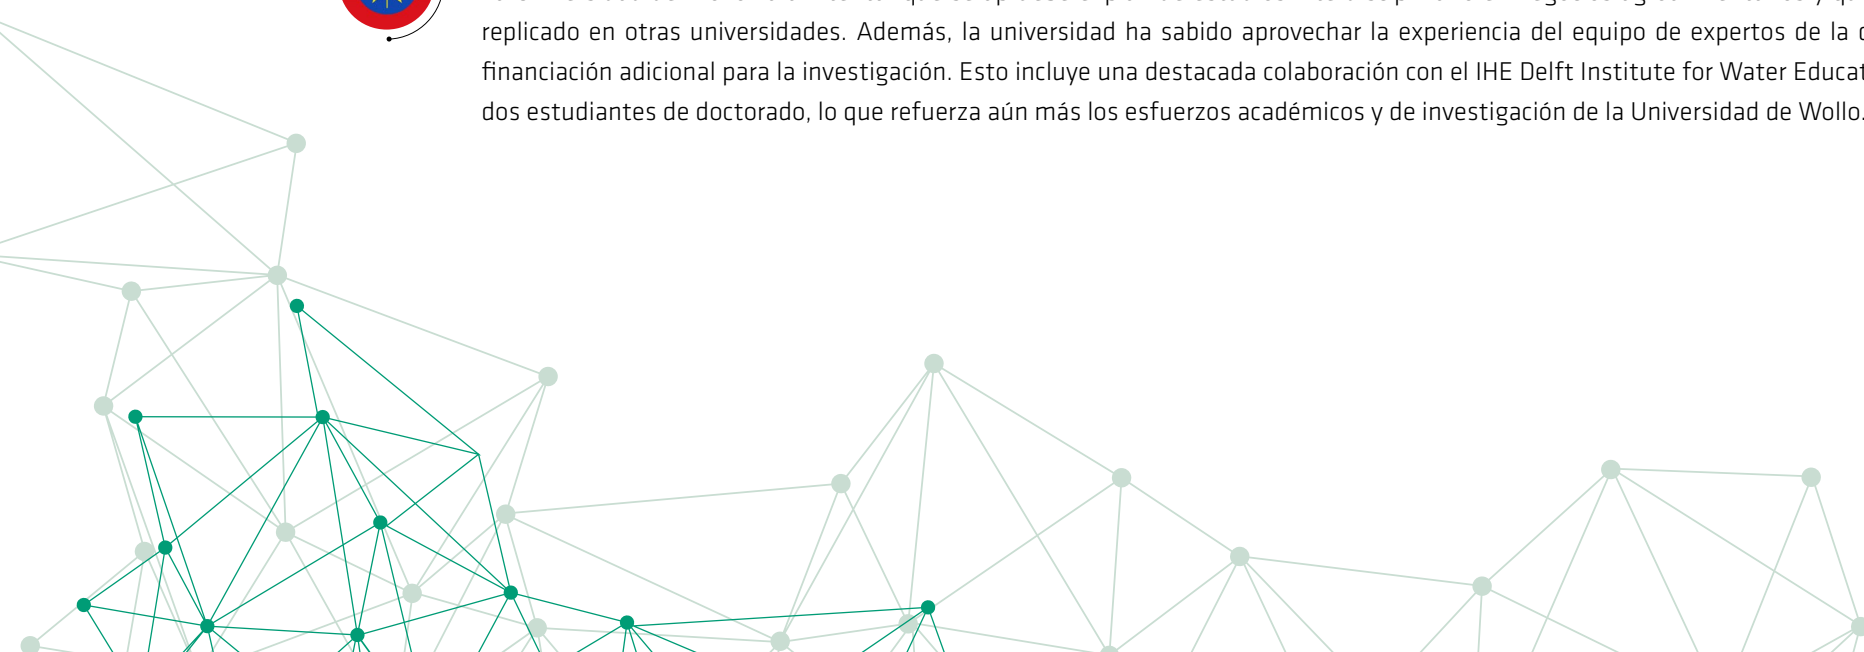 replicado en otras universidades. Además, la universidad ha sabido aprovechar la experiencia del equipo de expertos de la
financiación adicional para la investigación. Esto incluye una destacada colaboración con el IHE Delft Institute for Water
dos estudiantes de doctorado, lo que refuerza aún más los esfuerzos académicos y de investigación de la Universidad de Wollo.